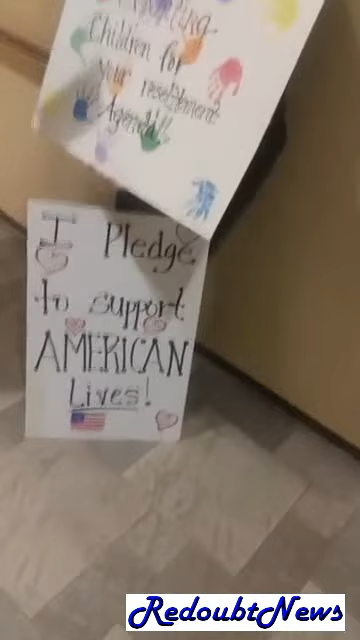 Children for
your resettlement
Agenda!!
I Pledge
to support
AMERICAN
Lives!
RedoubtNews